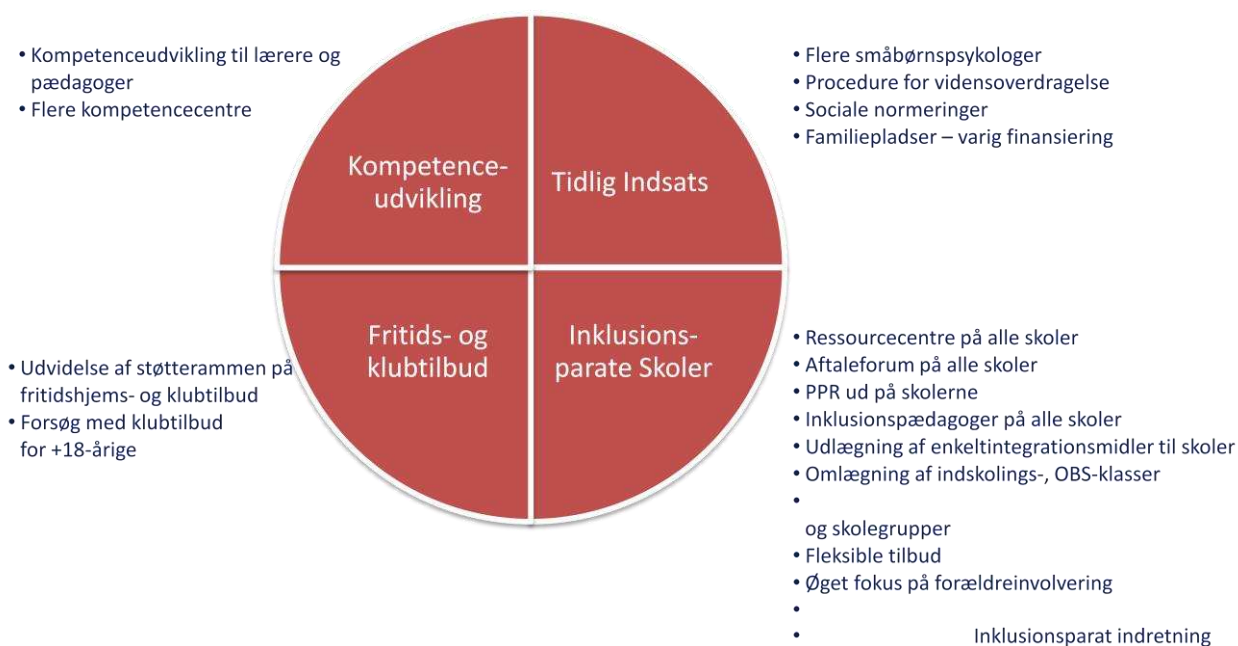 • Kompetenceudvikling til lærere og
pædagoger
• Flere kompetencecentre
• Flere småbørnspsykologer
• Procedure for vidensoverdragelse
• Sociale normeringer
• Familiepladser – varig finansiering
Kompetence-
udvikling
Tidlig Indsats
Fritids- og
klubtilbud
Inklusions-
parate Skoler
• Udvidelse af støtterammen på
fritidshjems- og klubtilbud
• Forsøg med klubtilbud
for +18-årige
• Ressourcecentre på alle skoler
• Aftaleforum på alle skoler
• PPR ud på skolerne
• Inklusionspædagoger på alle skoler
• Udlægning af enkeltintegrationsmidler til skoler
• Omlægning af indskolings-, OBS-klasser
•
og skolegrupper
• Fleksible tilbud
• Øget fokus på forældreinvolvering
•
• Inklusionsparat indretning